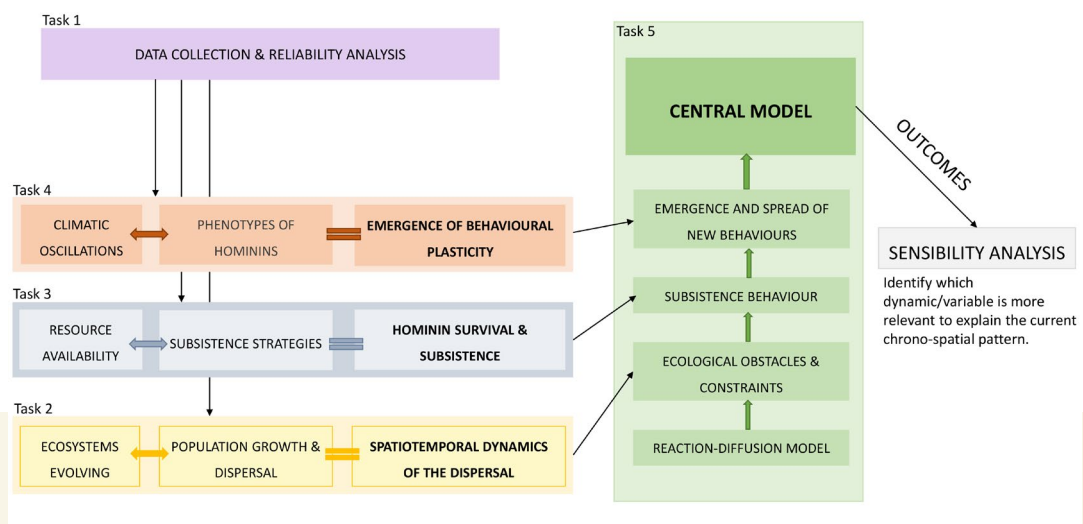 Task 1
DATA COLLECTION & RELIABILITY ANALYSIS
Task 4
CLIMATIC
OSCILLATIONS
PHENOTYPES OF
HOMININS
EMERGENCE OF BEHAVIOURAL
PLASTICITY
Task 3
RESOURCE
AVAILABILITY
SUBSISTENCE STRATEGIES
HOMININ SURVIVAL &
SUBSISTENCE
Task 2
ECOSYSTEMS
EVOLVING
POPULATION GROWTH &
DISPERSAL
SPATIOTEMPORAL DYNAMICS
OF THE DISPERSAL
Task 5
CENTRAL MODEL
EMERGENCE AND SPREAD OF
NEW BEHAVIOURS
SUBSISTENCE BEHAVIOUR
ECOLOGICAL OBSTACLES &
CONSTRAINTS
REACTION-DIFFUSION MODEL
OUTCOMES
SENSIBILITY ANALYSIS
Identify which
dynamic/variable is more
relevant to explain the current
chrono-spatial pattern.